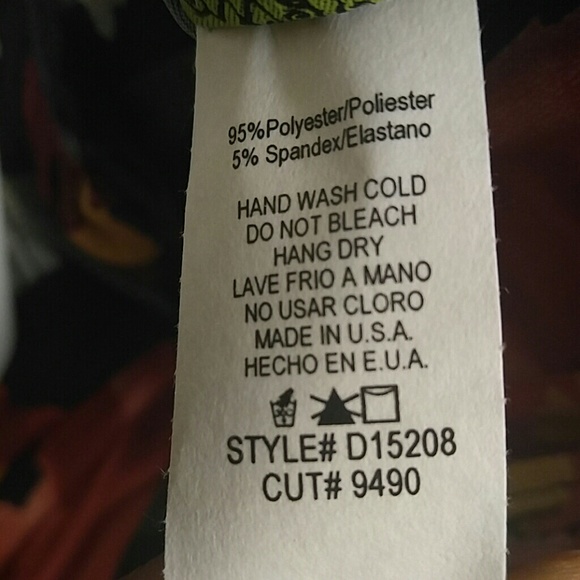 95%Polyester/Poliester
5% Spandex/Elastano
HAND WASH COLD
DO NOT BLEACH
HANG DRY
LAVE FRIO A MANO
NO USAR CLORO
MADE IN U.S.A.
HECHO EN E.U.A.
STYLE# D15208
CUT# 9490